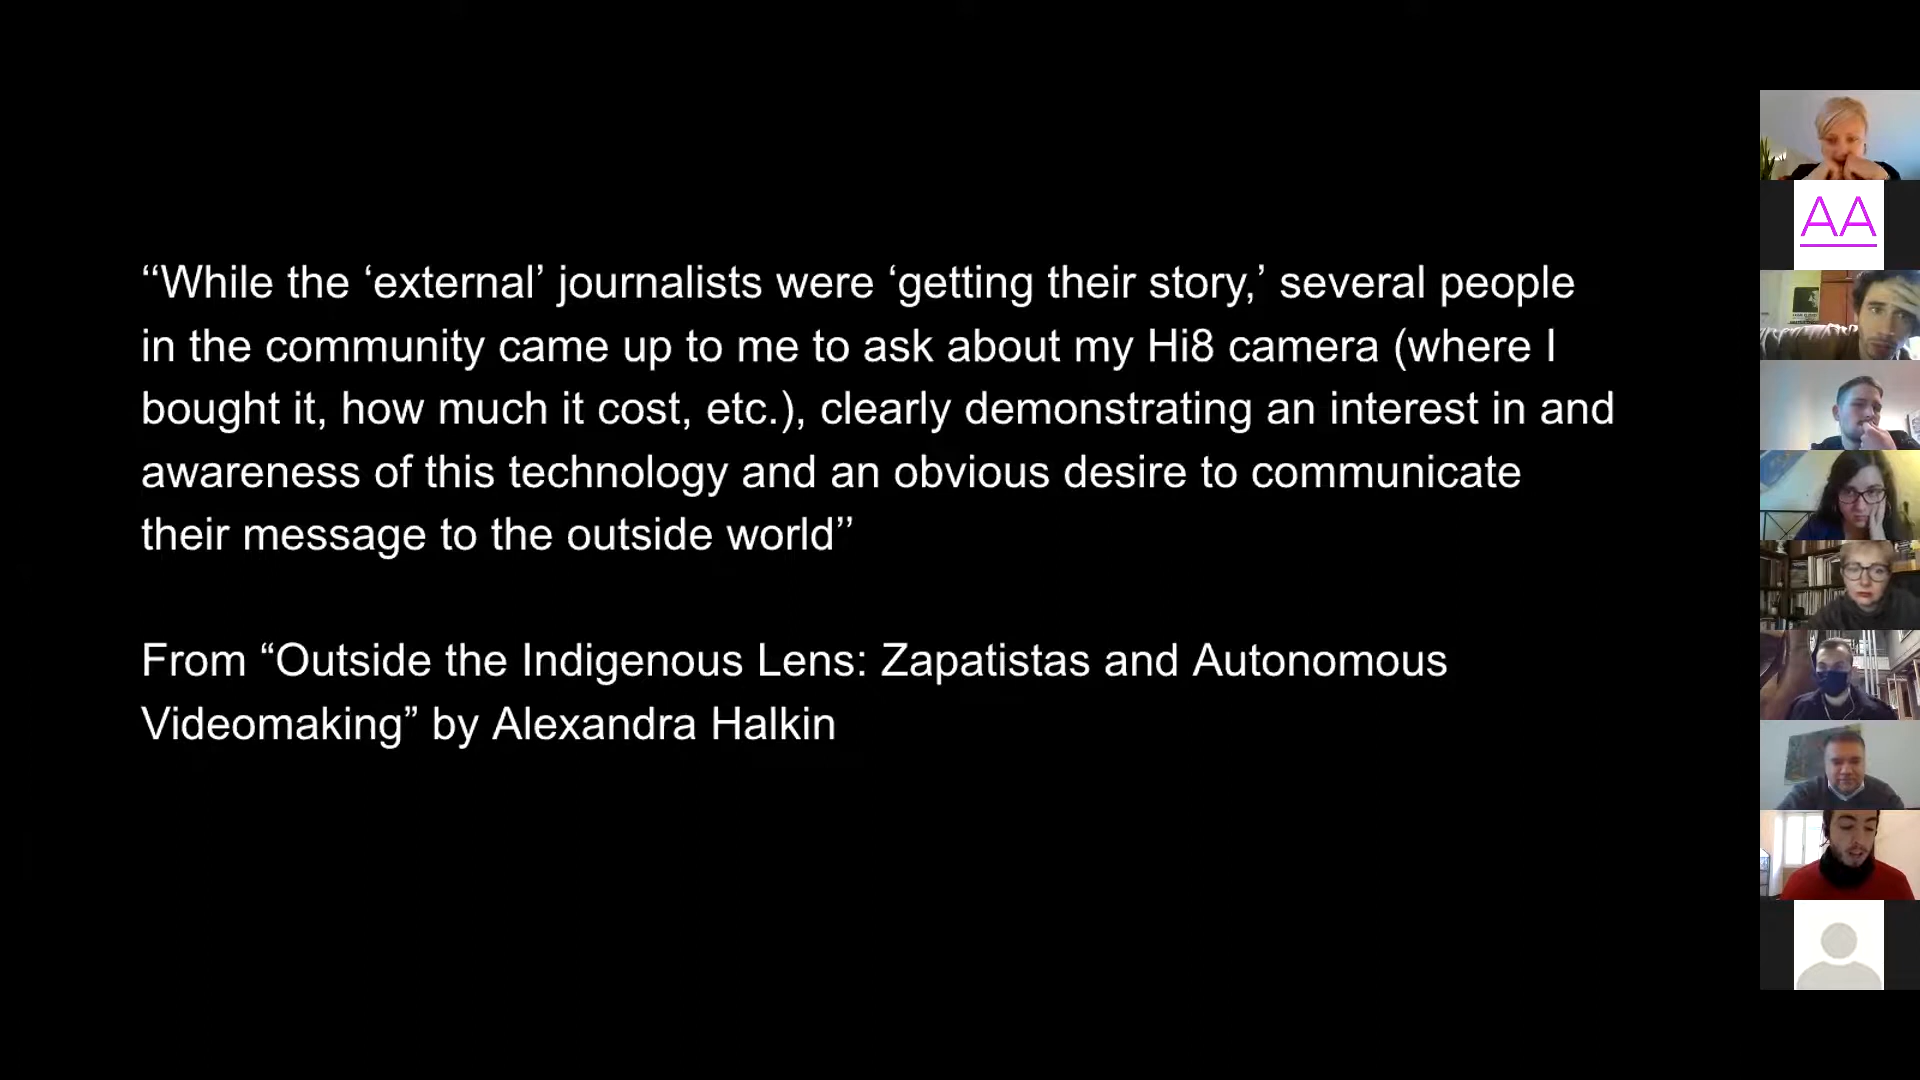 ‘‘While the ‘external’ journalists were ‘getting their story,’ several people
in the community came up to me to ask about my Hi8 camera (where I
bought it, how much it cost, etc.), clearly demonstrating an interest in and
awareness of this technology and an obvious desire to communicate
their message to the outside world’’
From “Outside the Indigenous Lens: Zapatistas and Autonomous
Videomaking” by Alexandra Halkin
AA